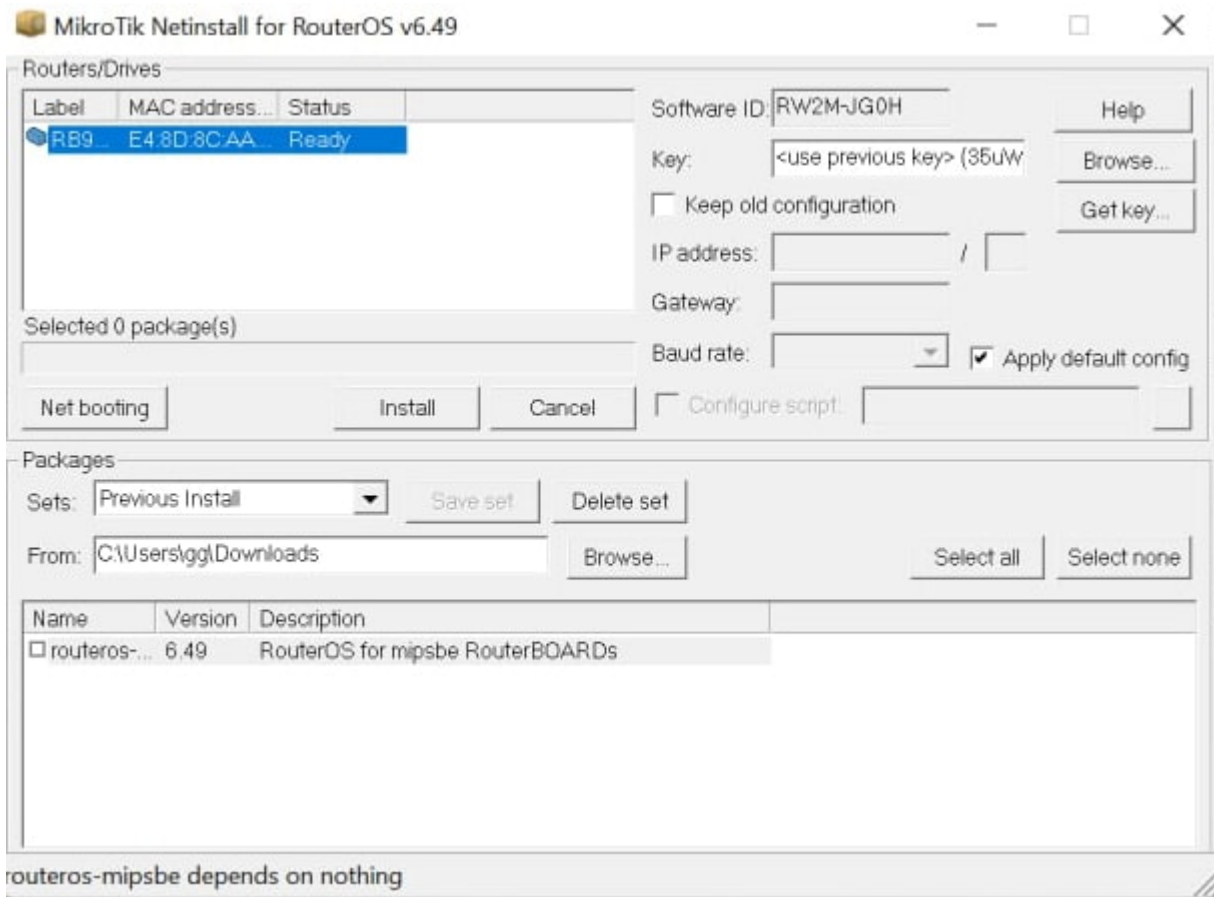 MikroTik Netinstall for RouterOS v6.49
Routers/Drives
Label MAC address... Status
RB9... E4:8D:8C:AA... Ready
Software ID: RW2M-JG0H Help
Key: <use previous key> (35uW Browse...
Keep old configuration Get key...
IP address: /
Gateway:
Selected 0 package(s)
Baud rate: Apply default config
Net booting Install Cancel Configure script:
Packages
Sets: Previous Install Save set Delete set
From: C:\Users\gg\Downloads Browse... Select all Select none
Name Version Description
routeros-... 6.49 RouterOS for mipsbe RouterBOARDs
routeros-mipsbe depends on nothing